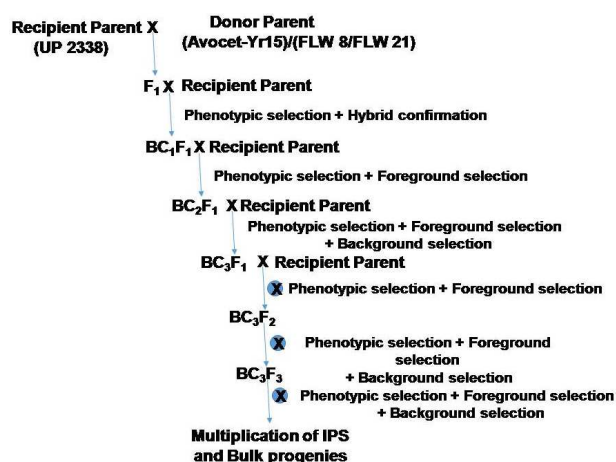 Recipient Parent X Donor Parent
(UP 2338) (Avocet-Yr15)/(FLW 8/FLW 21)
F₁ X Recipient Parent
Phenotypic selection + Hybrid confirmation
BC₁F₁ X Recipient Parent
Phenotypic selection + Foreground selection
BC₂F₁ X Recipient Parent
Phenotypic selection + Foreground selection
+ Background selection
BC₃F₁ X Recipient Parent
X Phenotypic selection + Foreground selection
BC₃F₂
X Phenotypic selection + Foreground
selection
+ Background selection
BC₃F₃
X Phenotypic selection + Foreground selection
+ Background selection
Multiplication of IPS
and Bulk progenies